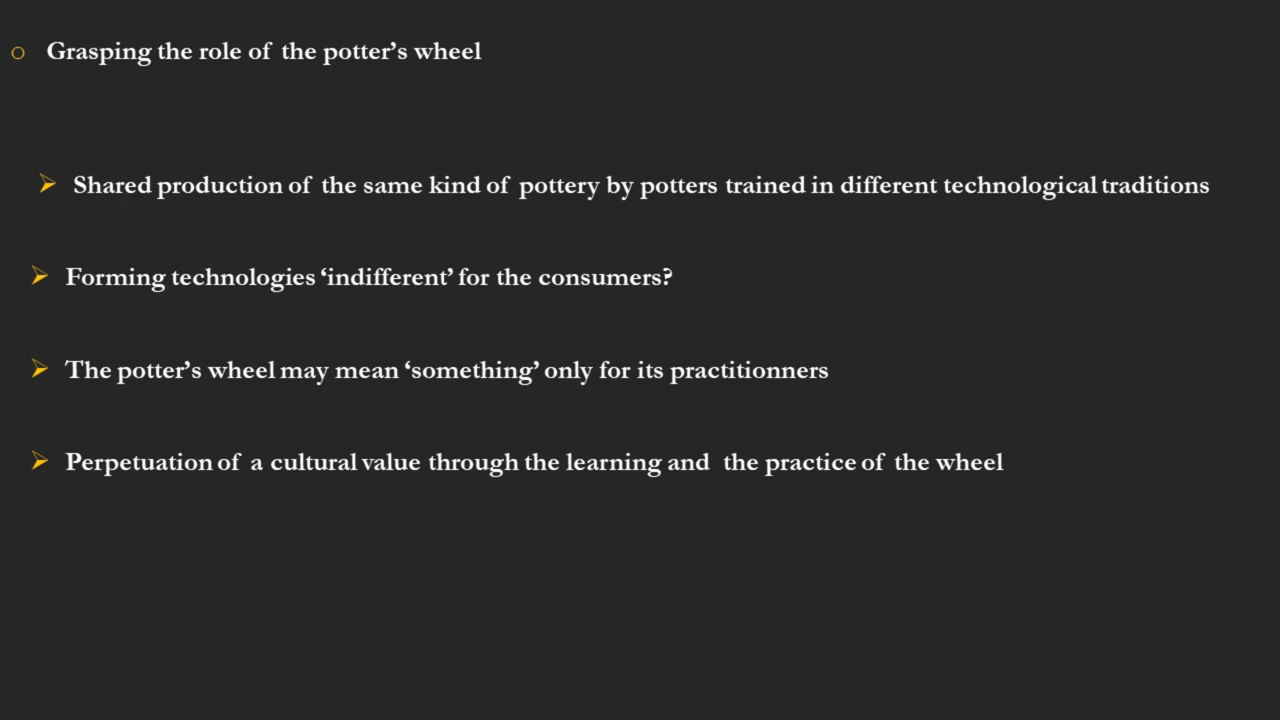 Grasping the role of the potter’s wheel
Shared production of the same kind of pottery by potters trained in different technological traditions
Forming technologies ‘indifferent’ for the consumers?
The potter’s wheel may mean ‘something’ only for its practitionners
Perpetuation of a cultural value through the learning and the practice of the wheel